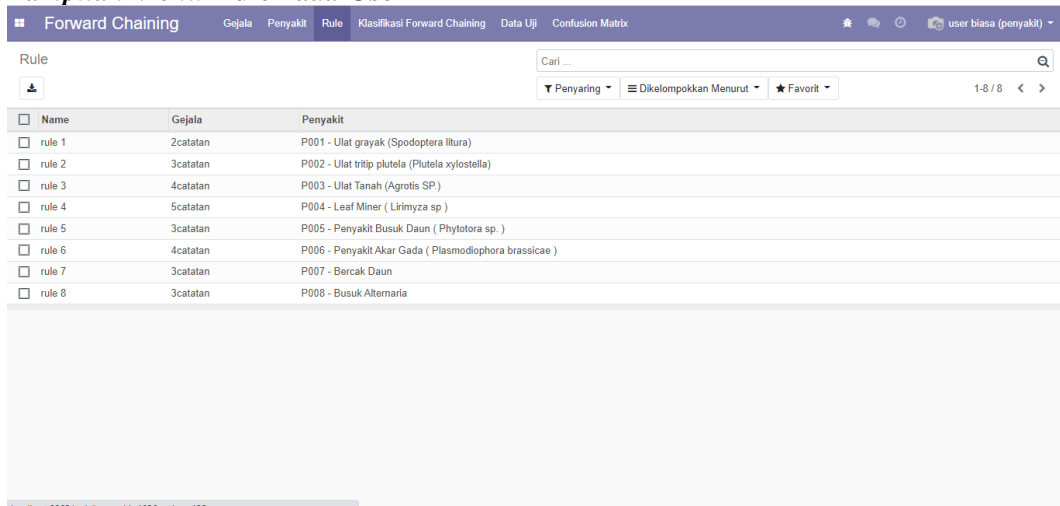 Forward Chaining Gejala Penyakit Rule Klasifikasi Forward Chaining Data Uji Confusion Matrix user biasa (penyakit)
Rule
Cari ...
Penyaring Dikelompokkan Menurut Favorit 1-8 / 8
Name Gejala Penyakit
rule 1 2catatan P001 - Ulat grayak (Spodoptera litura)
rule 2 3catatan P002 - Ulat tritip plutela (Plutela xylostella)
rule 3 4catatan P003 - Ulat Tanah (Agrotis SP.)
rule 4 5catatan P004 - Leaf Miner ( Lirimyza sp )
rule 5 3catatan P005 - Penyakit Busuk Daun ( Phytotora sp. )
rule 6 4catatan P006 - Penyakit Akar Gada ( Plasmodiophora brassicae )
rule 7 3catatan P007 - Bercak Daun
rule 8 3catatan P008 - Busuk Alternaria